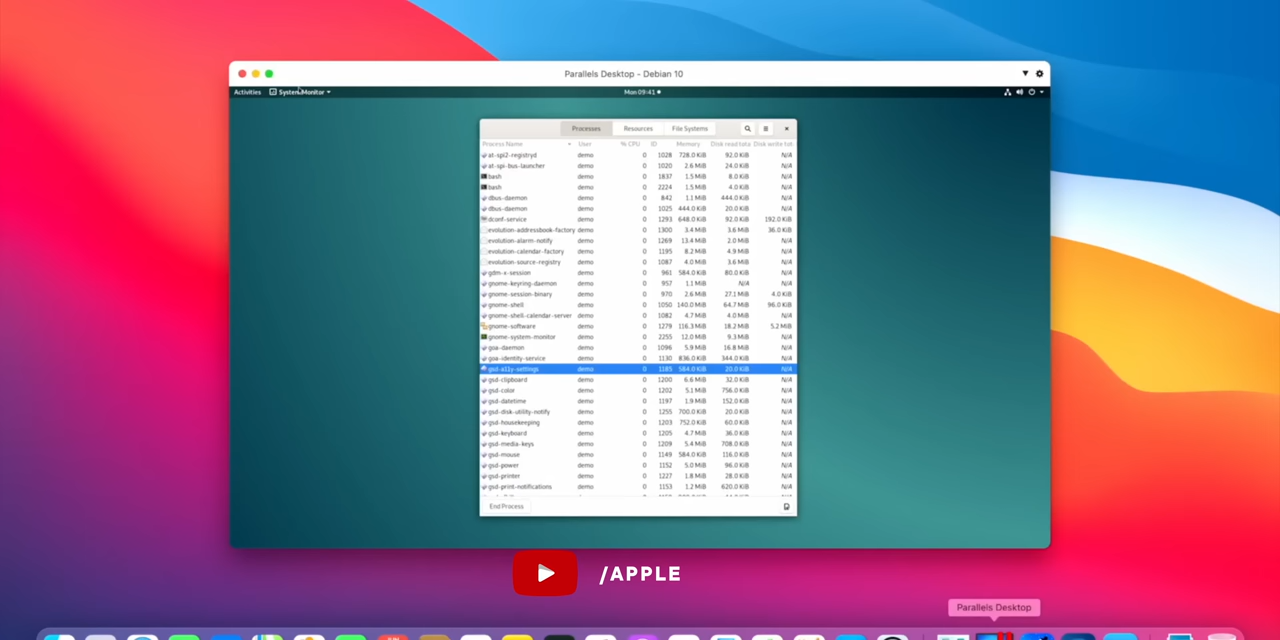 Parallels Desktop - Debian 10
Activities System Monitor Mon 09:41
Processes Resources File Systems
Process Name User % CPU ID Memory Disk read tota Disk write tot
at-spi2-registryd demo 0 1028 728.0 KiB 92.0 KiB N/A
at-spi-bus-launcher demo 0 1020 2.6 MiB 24.0 KiB N/A
bash demo 0 1837 1.5 MiB 8.0 KiB N/A
bash demo 0 2224 1.5 MiB 4.0 KiB N/A
dbus-daemon demo 0 842 1.1 MiB 444.0 KiB N/A
dbus-daemon demo 0 1025 444.0 KiB 20.0 KiB N/A
dconf-service demo 0 1293 648.0 KiB 92.0 KiB 192.0 KiB
evolution-addressbook-factory demo 0 1300 3.4 MiB 3.6 MiB 36.0 KiB
evolution-alarm-notify demo 0 1269 13.4 MiB 2.0 MiB N/A
evolution-calendar-factory demo 0 1195 8.2 MiB 4.9 MiB N/A
evolution-source-registry demo 0 1087 4.0 MiB 3.6 MiB N/A
gdm-x-session demo 0 961 584.0 KiB 80.0 KiB N/A
gnome-keyring-daemon demo 0 957 1.1 MiB N/A N/A
gnome-session-binary demo 0 970 2.6 MiB 27.1 MiB 4.0 KiB
gnome-shell demo 0 1050 140.0 MiB 64.7 MiB 96.0 KiB
gnome-shell-calendar-server demo 0 1082 4.7 MiB 4.0 MiB N/A
gnome-software demo 0 1279 116.3 MiB 18.2 MiB 5.2 MiB
gnome-system-monitor demo 0 2255 12.0 MiB 9.3 MiB N/A
goa-daemon demo 0 1096 5.9 MiB 16.8 MiB N/A
goa-identity-service demo 0 1130 836.0 KiB 344.0 KiB N/A
gsd-a11y-settings demo 0 1185 584.0 KiB 20.0 KiB N/A
gsd-clipboard demo 0 1200 6.6 MiB 32.0 KiB N/A
gsd-color demo 0 1202 5.1 MiB 756.0 KiB N/A
gsd-datetime demo 0 1197 1.9 MiB 152.0 KiB N/A
gsd-disk-utility-notify demo 0 1255 700.0 KiB 20.0 KiB N/A
gsd-housekeeping demo 0 1203 752.0 KiB 60.0 KiB N/A
gsd-keyboard demo 0 1205 4.7 MiB 36.0 KiB N/A
gsd-media-keys demo 0 1209 5.4 MiB 708.0 KiB N/A
gsd-mouse demo 0 1149 584.0 KiB 116.0 KiB N/A
gsd-power demo 0 1152 5.0 MiB 96.0 KiB N/A
gsd-printer demo 0 1227 1.8 MiB 28.0 KiB N/A
gsd-print-notifications demo 0 1153 1.2 MiB 620.0 KiB N/A
End Process
/APPLE
Parallels Desktop